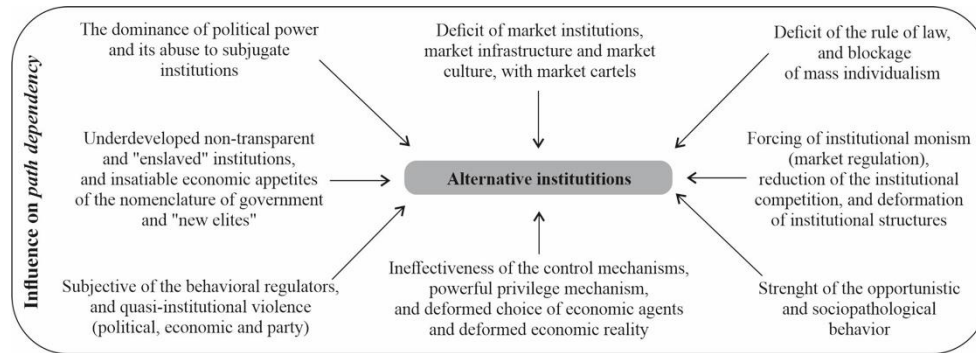 Influence on path dependency
The dominance of political power
and its abuse to subjugate
institutions
Deficit of market institutions,
market infrastructure and market
culture, with market cartels
Deficit of the rule of law,
and blockage
of mass individualism
Underdeveloped non-transparent
and "enslaved" institutions,
and insatiable economic appetites
of the nomenclature of government
and "new elites"
Alternative institutitions
Forcing of institutional monism
(market regulation),
reduction of the institutional
competition, and deformation
of institutional structures
Subjective of the behavioral regulators,
and quasi-institutional violence
(political, economic and party)
Ineffectiveness of the control mechanisms,
powerful privilege mechanism,
and deformed choice of economic agents
and deformed economic reality
Strenght of the opportunistic
and sociopathological
behavior